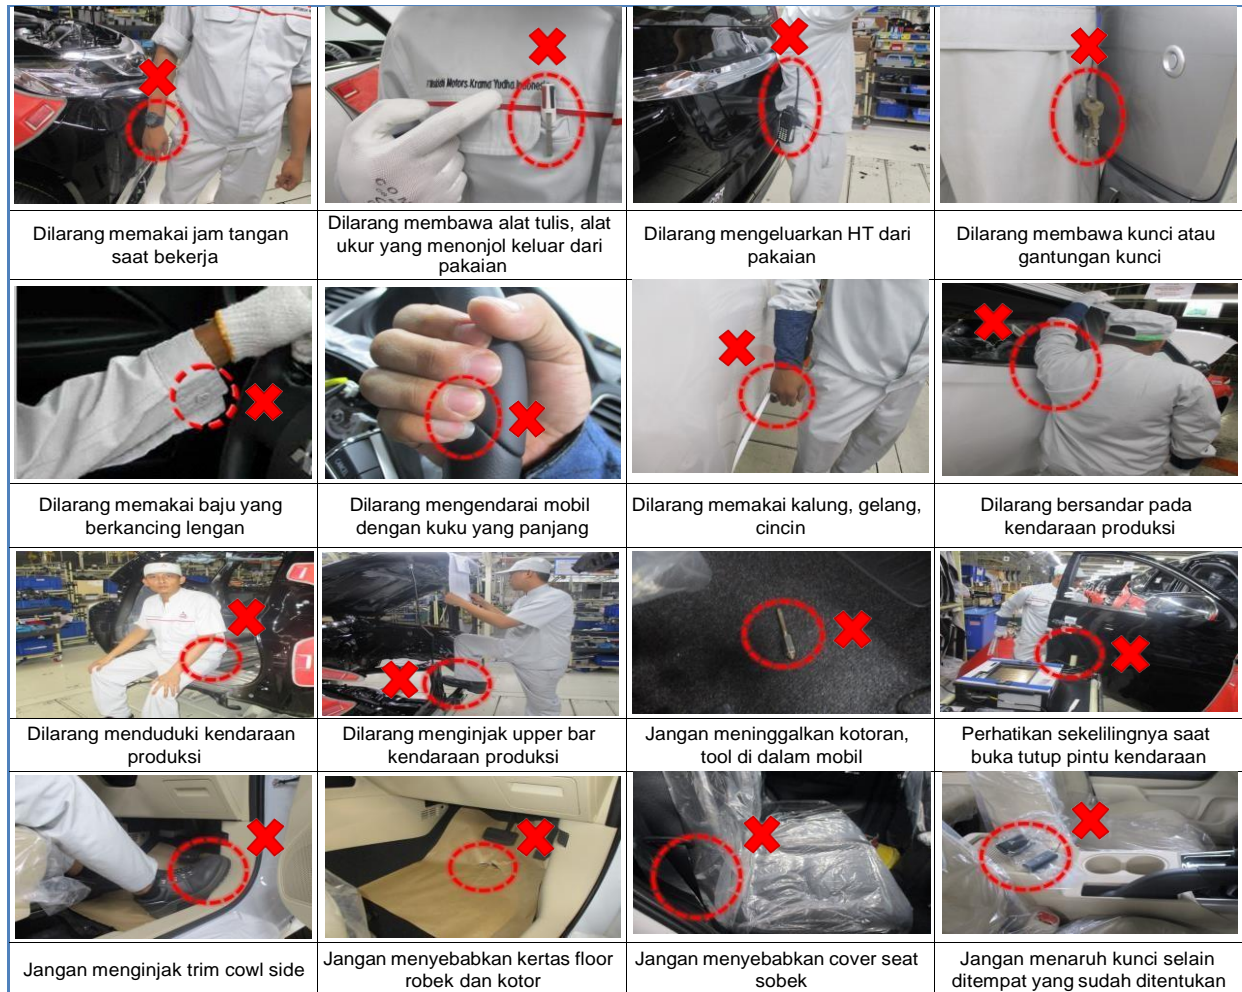 mitsubishi Motors Krama Yudha Indonesia
Dilarang memakai jam tangan
saat bekerja
Dilarang membawa alat tulis, alat
ukur yang menonjol keluar dari
pakaian
Dilarang mengeluarkan HT dari
pakaian
Dilarang membawa kunci atau
gantungan kunci
Dilarang memakai baju yang
berkancing lengan
Dilarang mengendarai mobil
dengan kuku yang panjang
Dilarang memakai kalung, gelang,
cincin
Dilarang bersandar pada
kendaraan produksi
Dilarang menduduki kendaraan
produksi
Dilarang menginjak upper bar
kendaraan produksi
Jangan meninggalkan kotoran,
tool di dalam mobil
Perhatikan sekelilingnya saat
buka tutup pintu kendaraan
Jangan menginjak trim cowl side
Jangan menyebabkan kertas floor
robek dan kotor
Jangan menyebabkan cover seat
sobek
Jangan menaruh kunci selain
ditempat yang sudah ditentukan